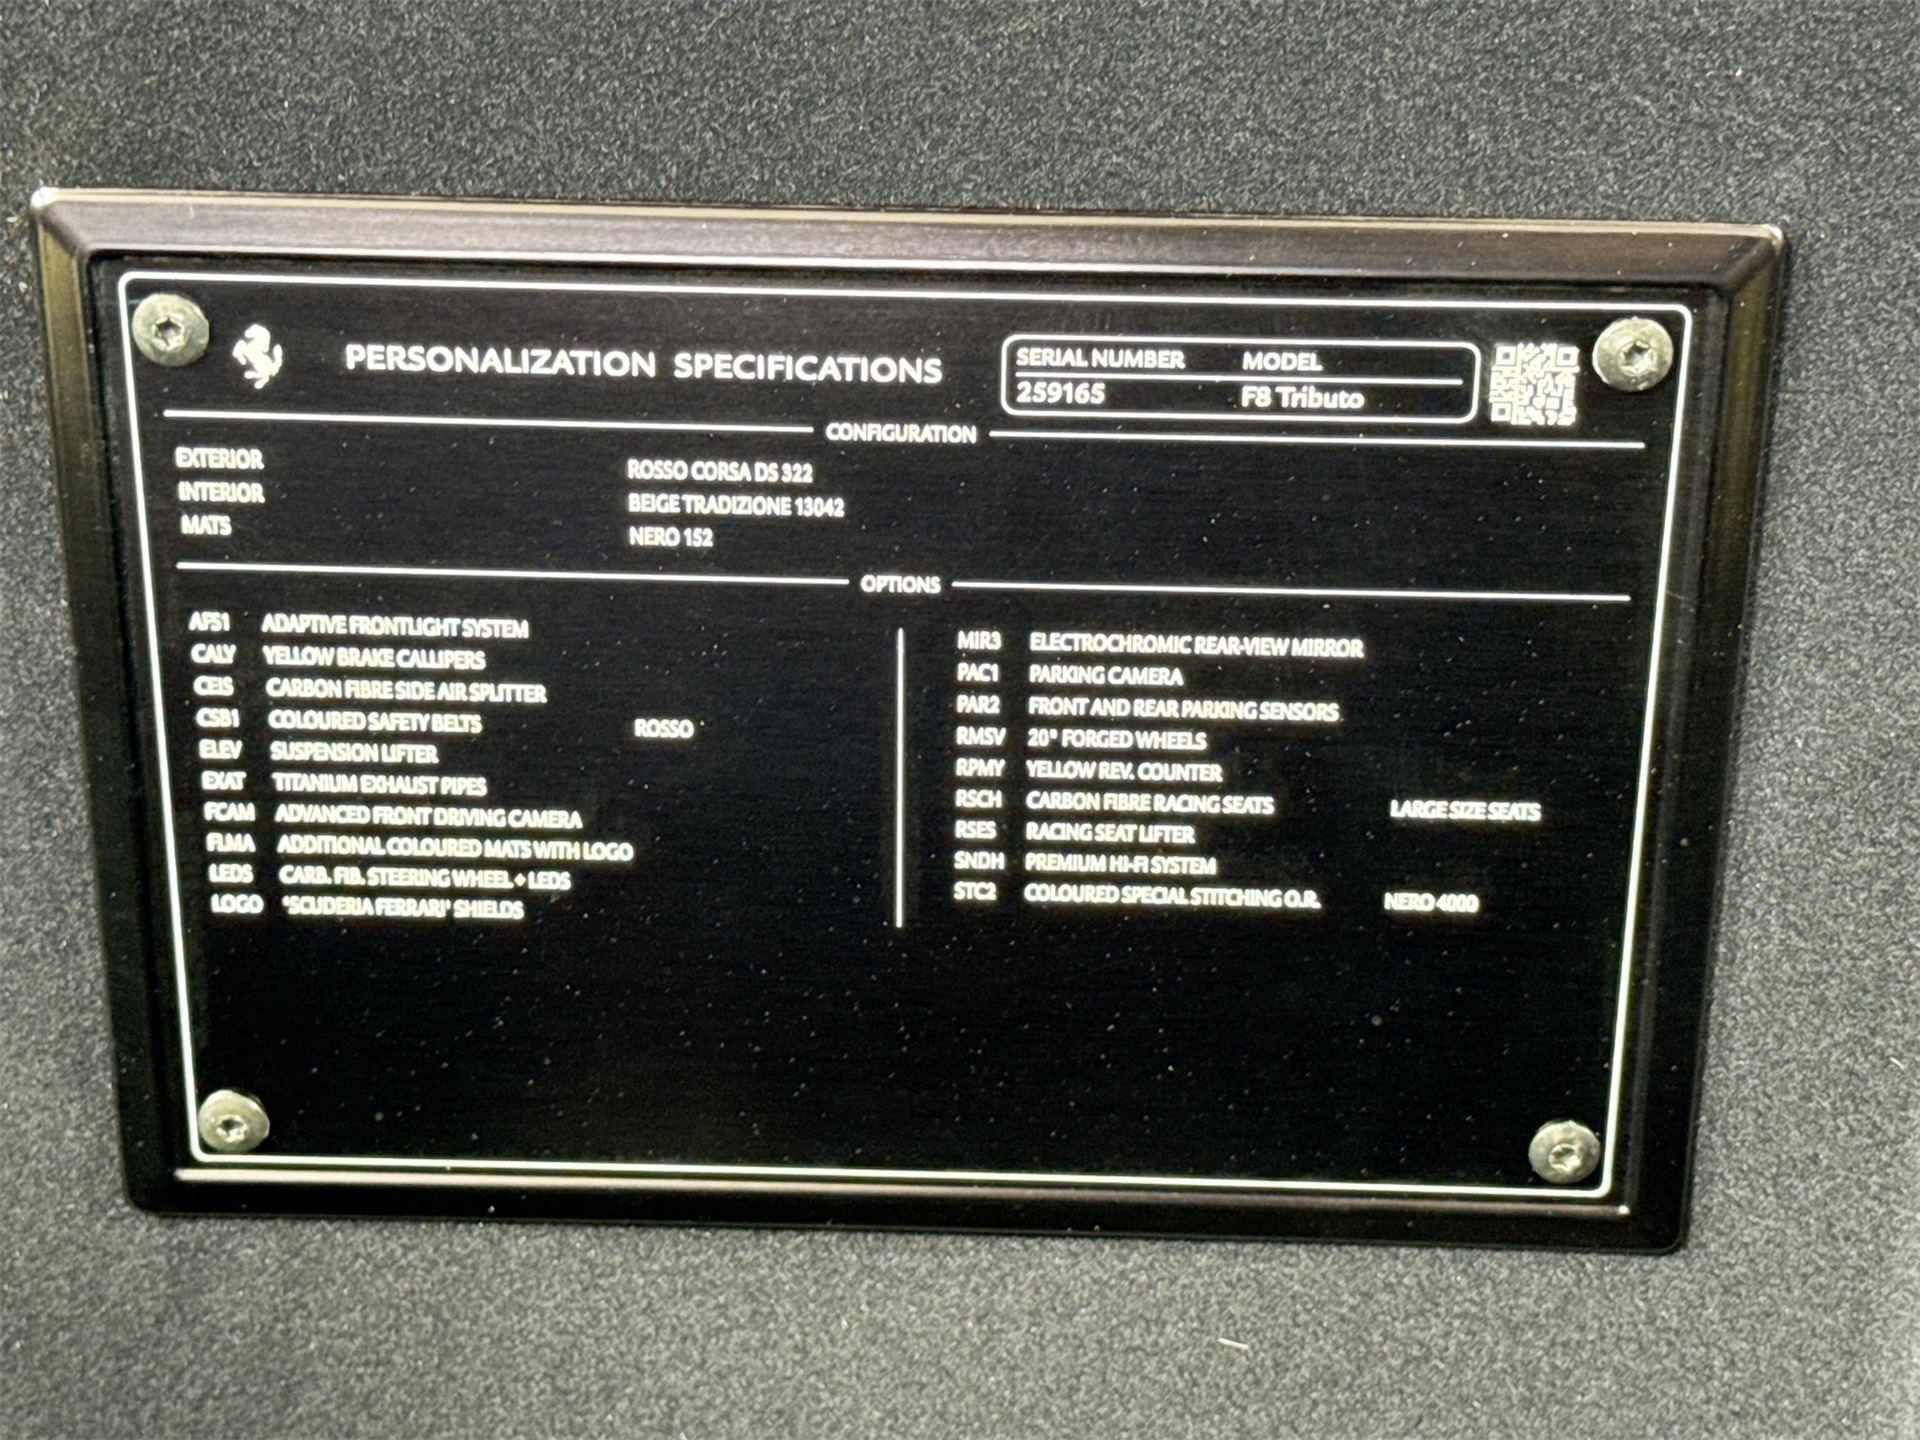 PERSONALIZATION SPECIFICATIONS
SERIAL NUMBER MODEL
259165 F8 Tributo
CONFIGURATION
EXTERIOR ROSSO CORSA DS 322
INTERIOR BEIGE TRADIZIONE 13042
MATS NERO 152
OPTIONS
AFS1 ADAPTIVE FRONTLIGHT SYSTEM
CALY YELLOW BRAKE CALLIPERS
CEIS CARBON FIBRE SIDE AIR SPLITTER
CSB1 COLOURED SAFETY BELTS ROSSO
ELEV SUSPENSION LIFTER
EXAT TITANIUM EXHAUST PIPES
FCAM ADVANCED FRONT DRIVING CAMERA
FLMA ADDITIONAL COLOURED MATS WITH LOGO
LEDS CARB. FIB. STEERING WHEEL + LEDS
LOGO "SCUDERIA FERRARI" SHIELDS
MIR3 ELECTROCHROMIC REAR-VIEW MIRROR
PAC1 PARKING CAMERA
PAR2 FRONT AND REAR PARKING SENSORS
RMSV 20" FORGED WHEELS
RPMY YELLOW REV. COUNTER
RSCH CARBON FIBRE RACING SEATS LARGE SIZE SEATS
RSES RACING SEAT LIFTER
SNDH PREMIUM HI-FI SYSTEM
STC2 COLOURED SPECIAL STITCHING O.R. NERO 4000